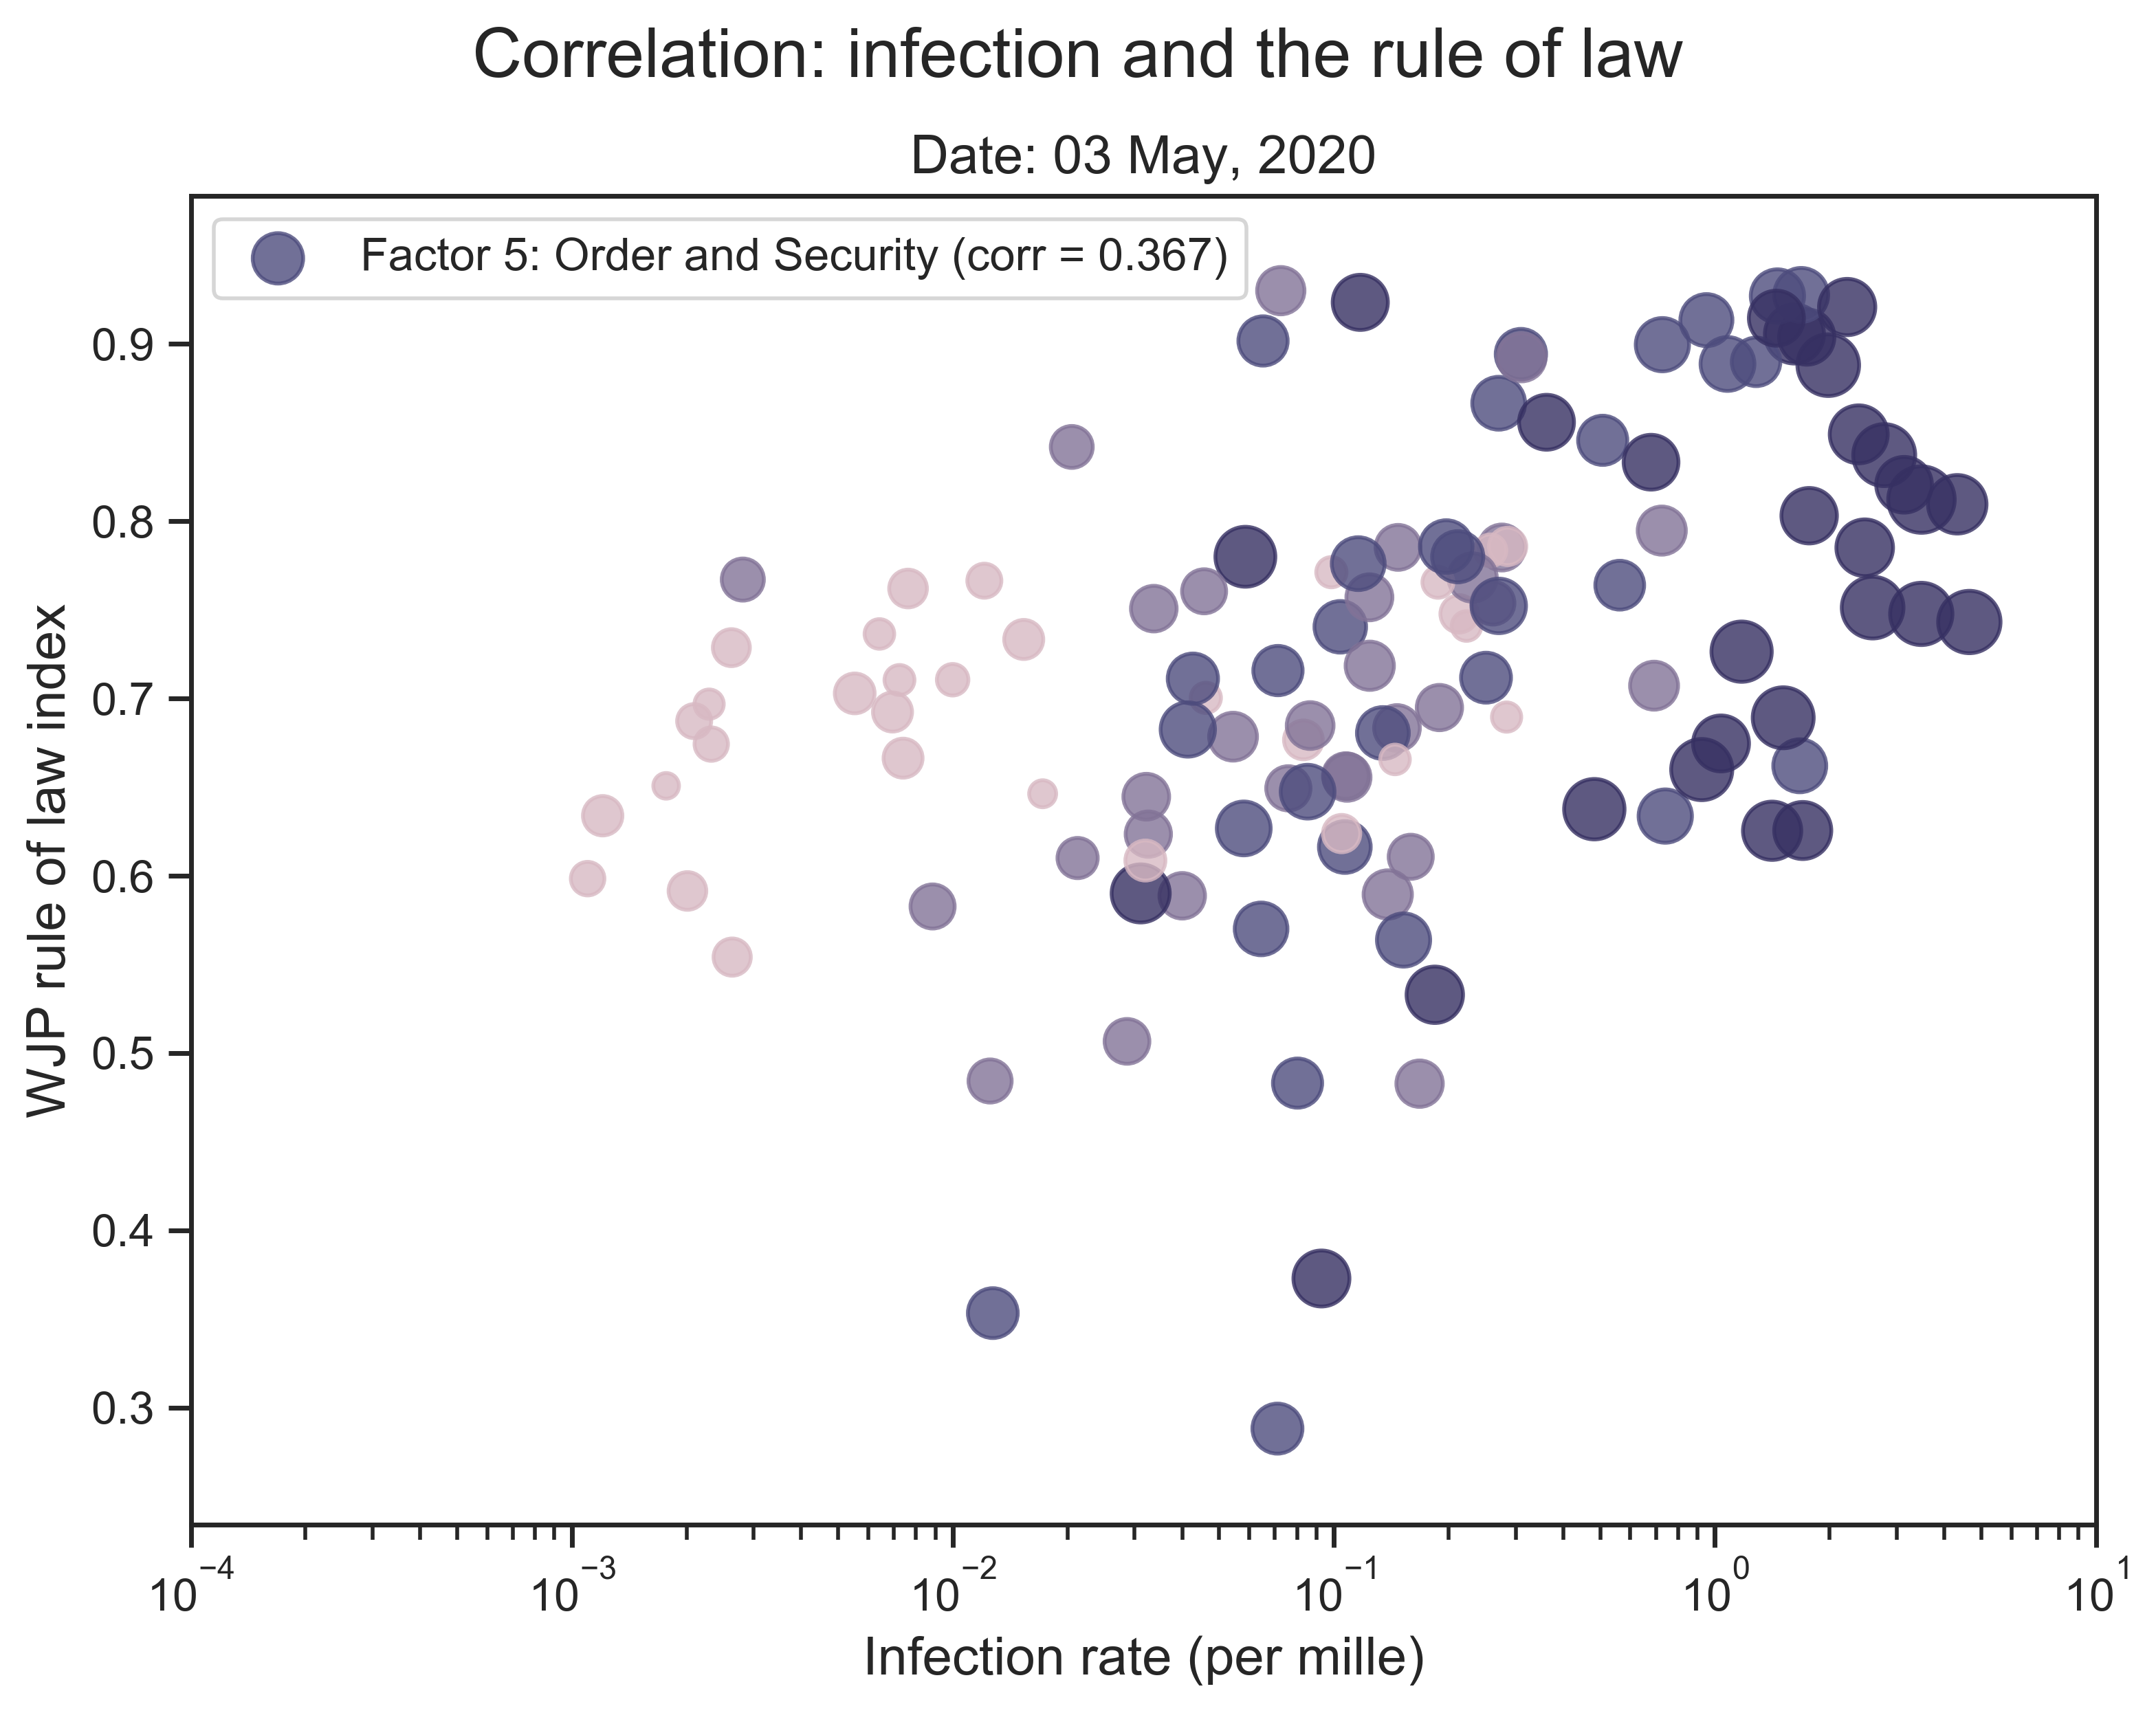 Correlation: infection and the rule of law
Date: 03 May, 2020
Factor 5: Order and Security (corr = 0.367)
WJP rule of law index
0.9
0.8
0.7
0.6
0.5
0.4
0.3
10⁻⁴ 10⁻³ 10⁻² 10⁻¹ 10⁰ 10¹
Infection rate (per mille)